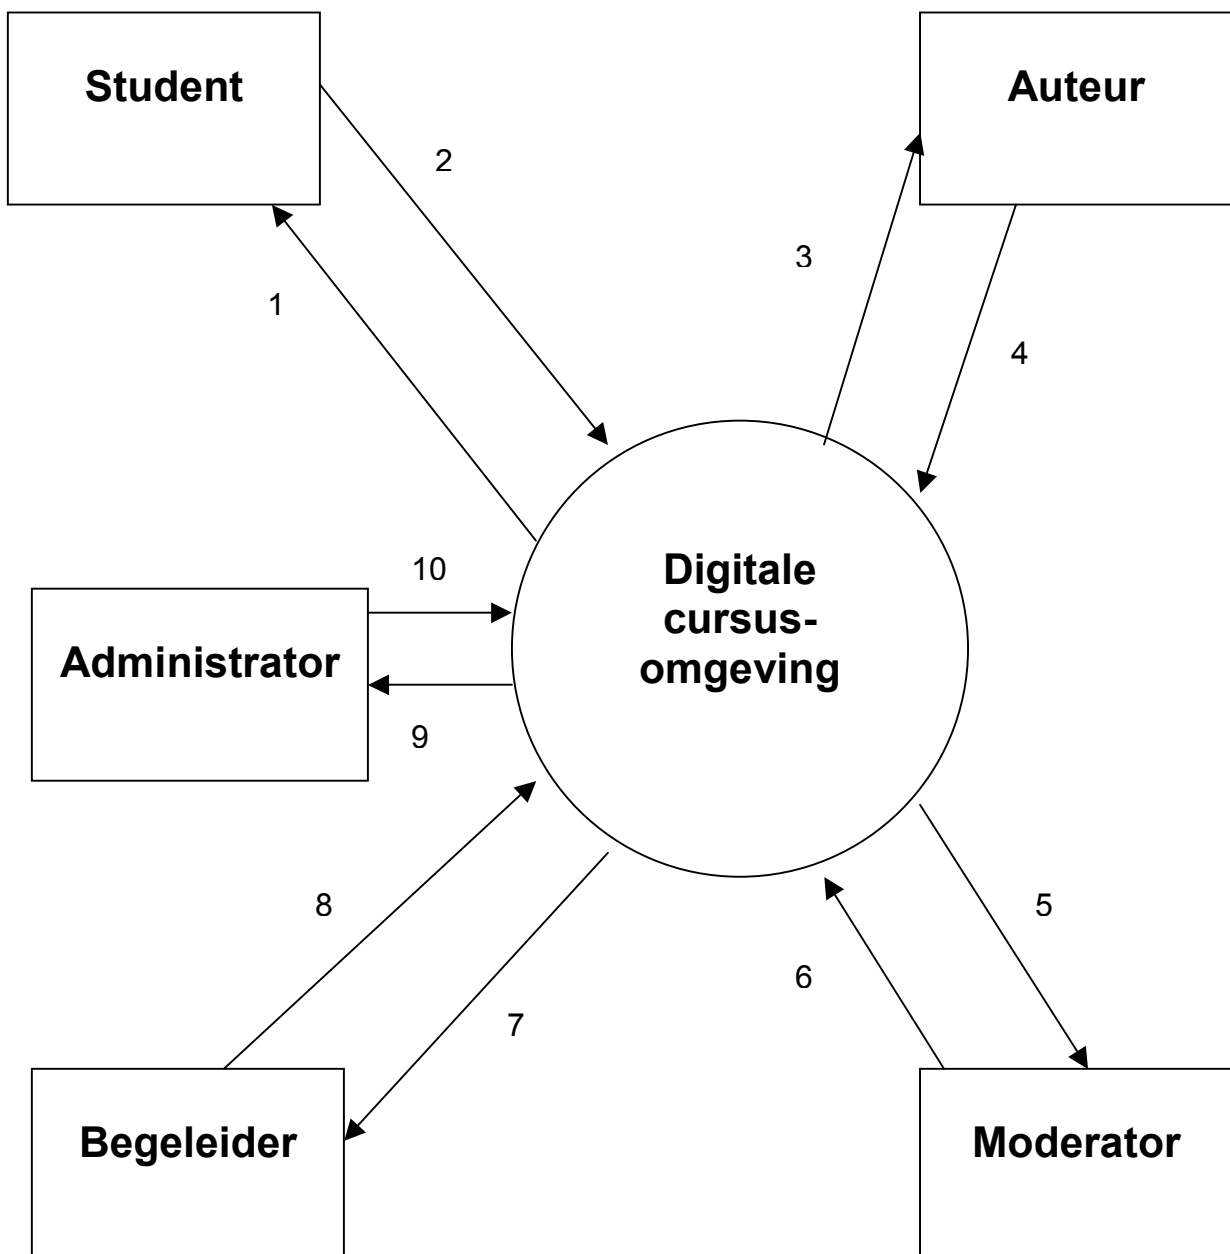 Student
Auteur
2
3
1
4
10
Digitale
cursus-
omgeving
Administrator
9
8
5
6
7
Begeleider
Moderator